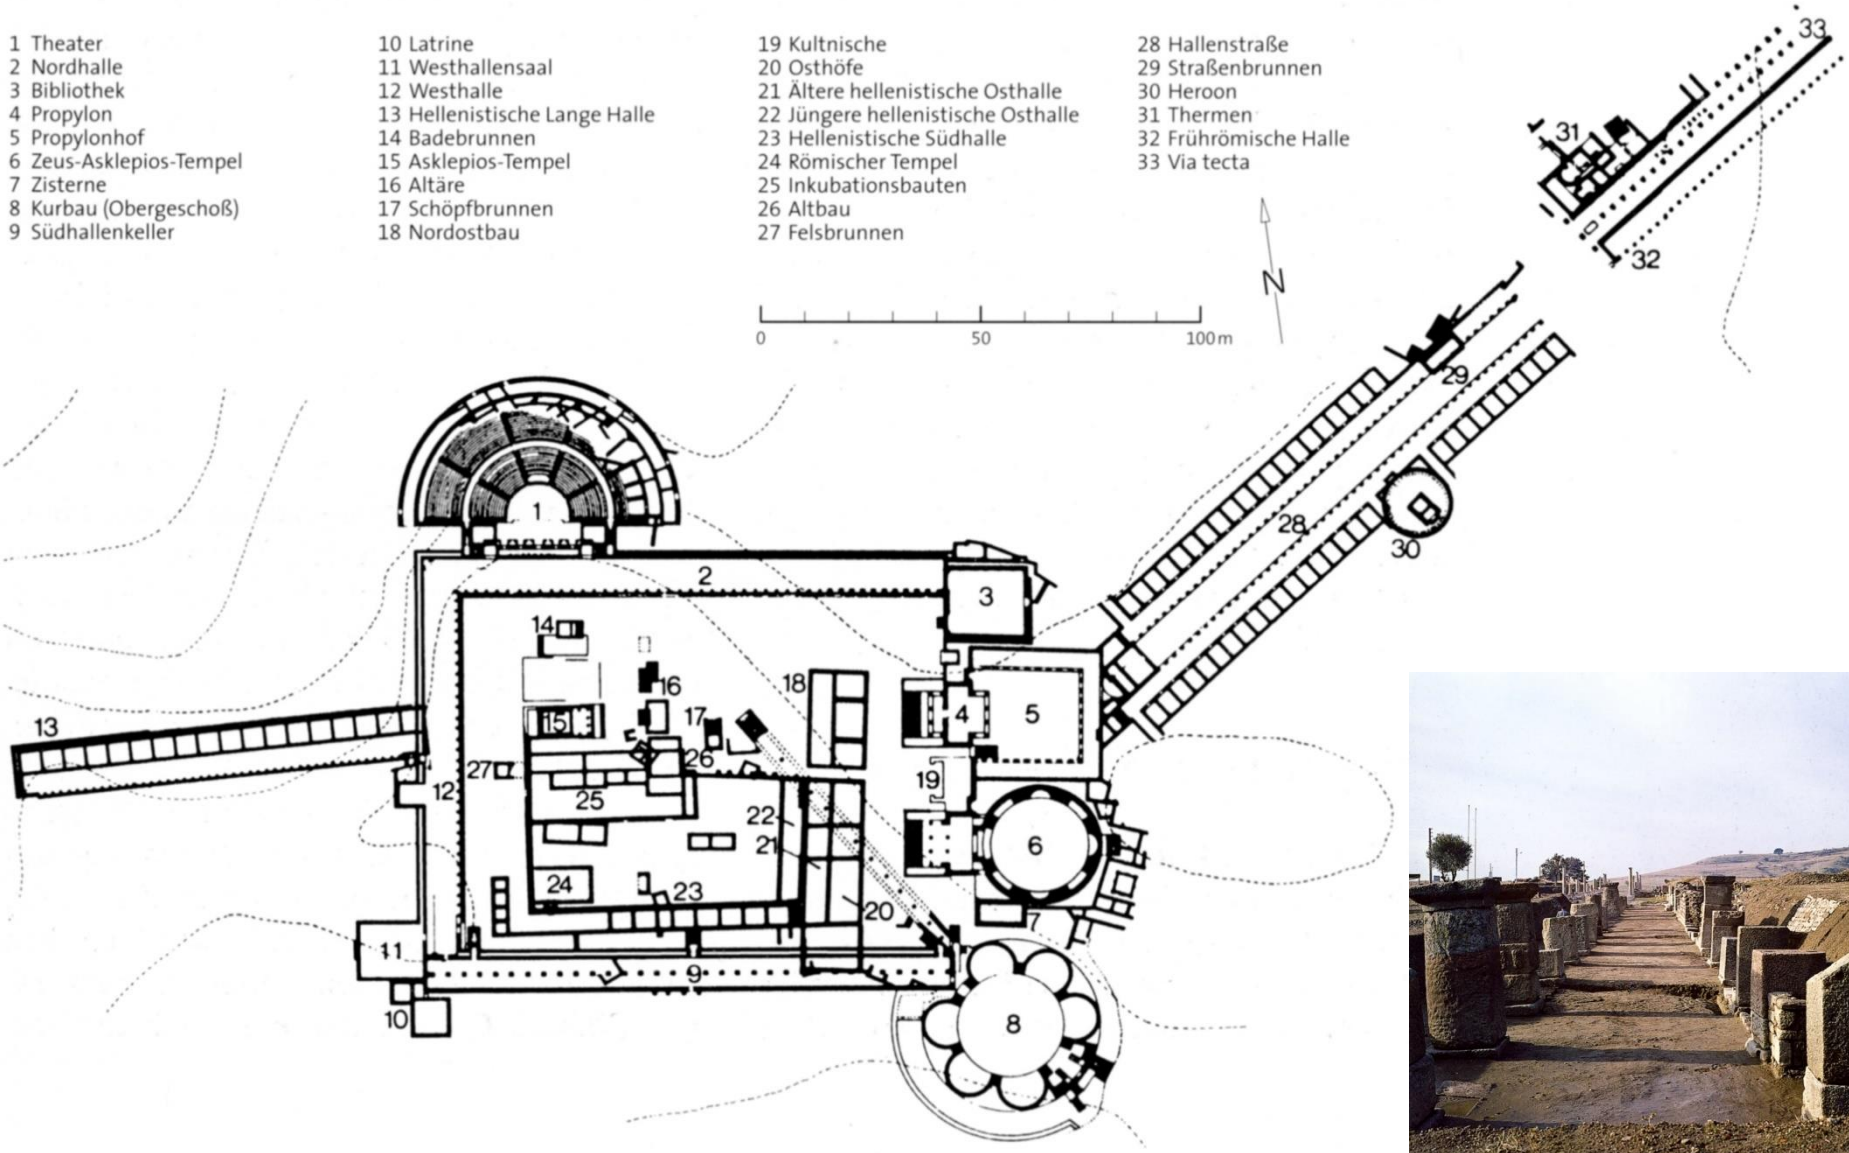 1 Theater
2 Nordhalle
3 Bibliothek
4 Propylon
5 Propylonhof
6 Zeus-Asklepios-Tempel
7 Zisterne
8 Kurbau (Obergeschoß)
9 Südhallenkeller
10 Latrine
11 Westhallensaal
12 Westhalle
13 Hellenistische Lange Halle
14 Badebrunnen
15 Asklepios-Tempel
16 Altäre
17 Schöpfbrunnen
18 Nordostbau
19 Kultnische
20 Osthöfe
21 Ältere hellenistische Osthalle
22 Jüngere hellenistische Osthalle
23 Hellenistische Südhalle
24 Römischer Tempel
25 Inkubationsbauten
26 Altbau
27 Felsbrunnen
28 Hallenstraße
29 Straßenbrunnen
30 Heroon
31 Thermen
32 Frührömische Halle
33 Via tecta
33
31
32
N
0 50 100 m
29
1
28
30
2
3
14
18
16
15
17
4
5
13
26
27
19
12
25
22
21
6
24
23
20
7
11
9
10
8